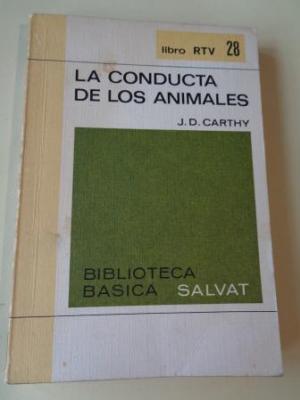 libro RTV 28
LA CONDUCTA
DE LOS ANIMALES
J. D. CARTHY
BIBLIOTECA
BASICA SALVAT